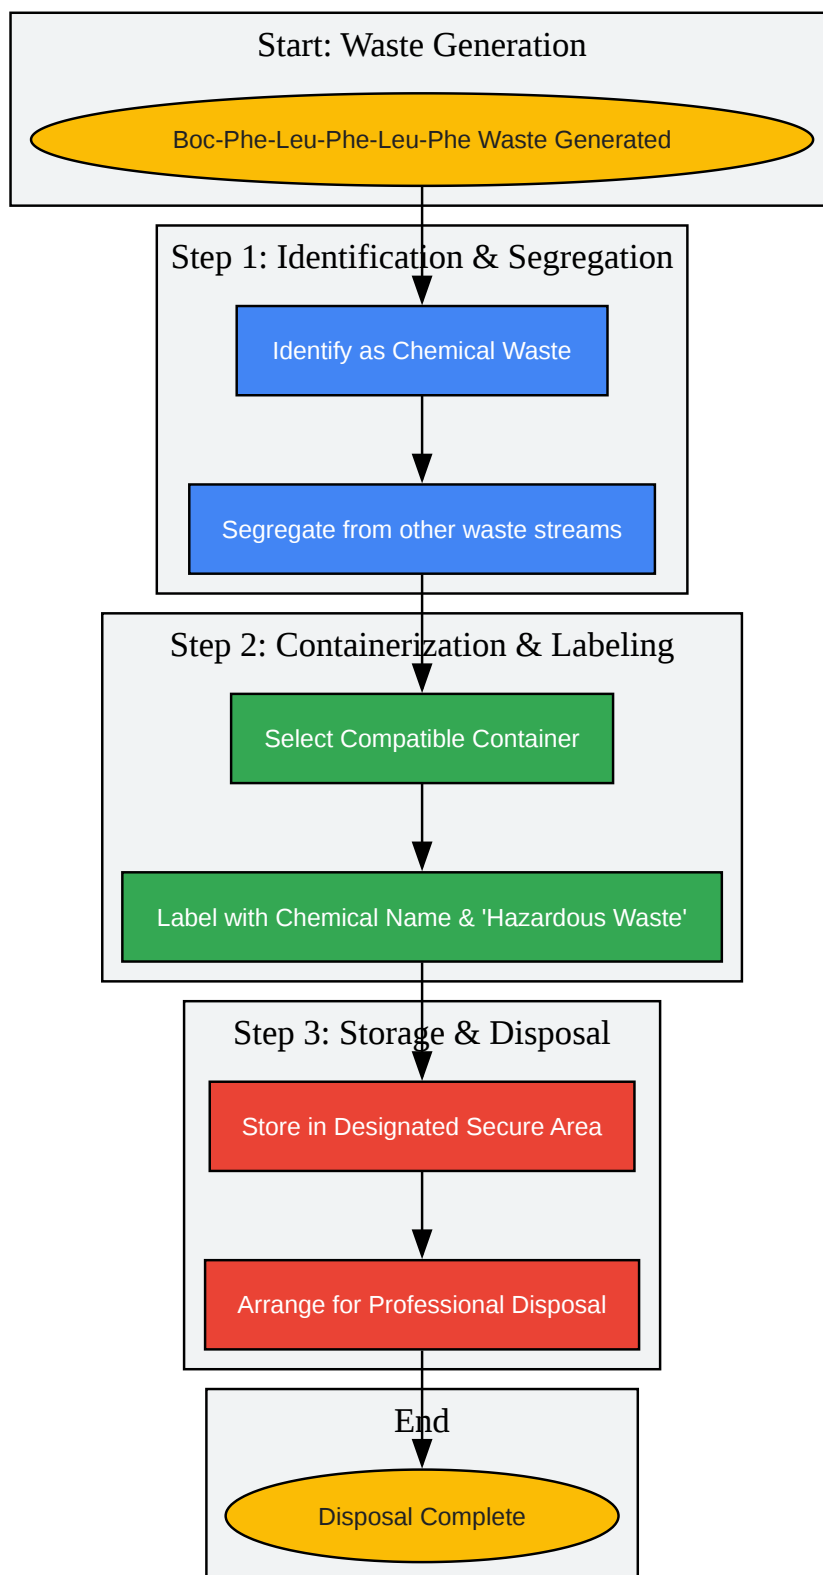 Start: Waste Generation
Boc-Phe-Leu-Phe-Leu-Phe Waste Generated
Step 1: Identification & Segregation
Identify as Chemical Waste
Segregate from other waste streams
Step 2: Containerization & Labeling
Select Compatible Container
Label with Chemical Name & 'Hazardous Waste'
Step 3: Storage & Disposal
Store in Designated Secure Area
Arrange for Professional Disposal
End
Disposal Complete